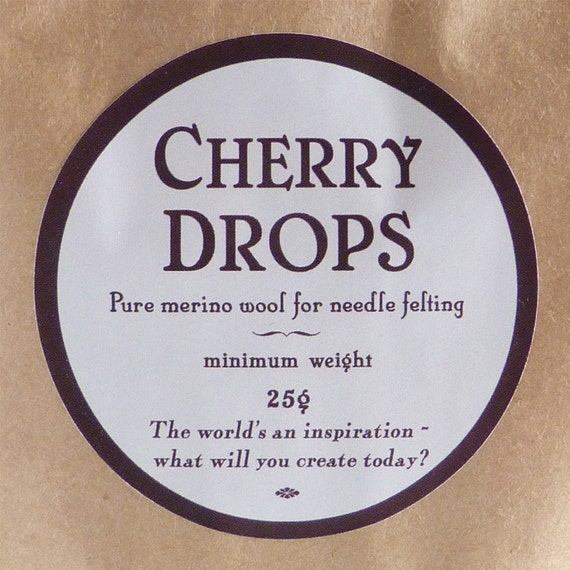 CHERRY
DROPS
Pure merino wool for needle felting
minimum weight
25g
The world's an inspiration ~
what will you create today?